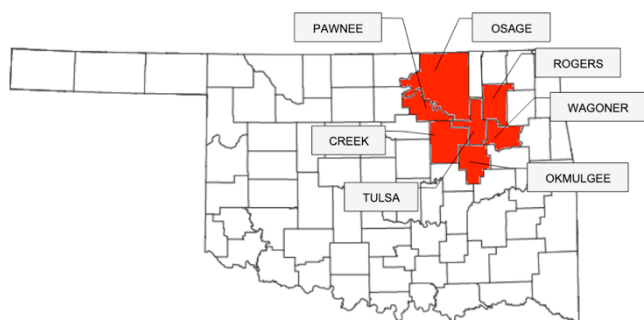 PAWNEE
OSAGE
ROGERS
WAGONER
CREEK
OKMULGEE
TULSA